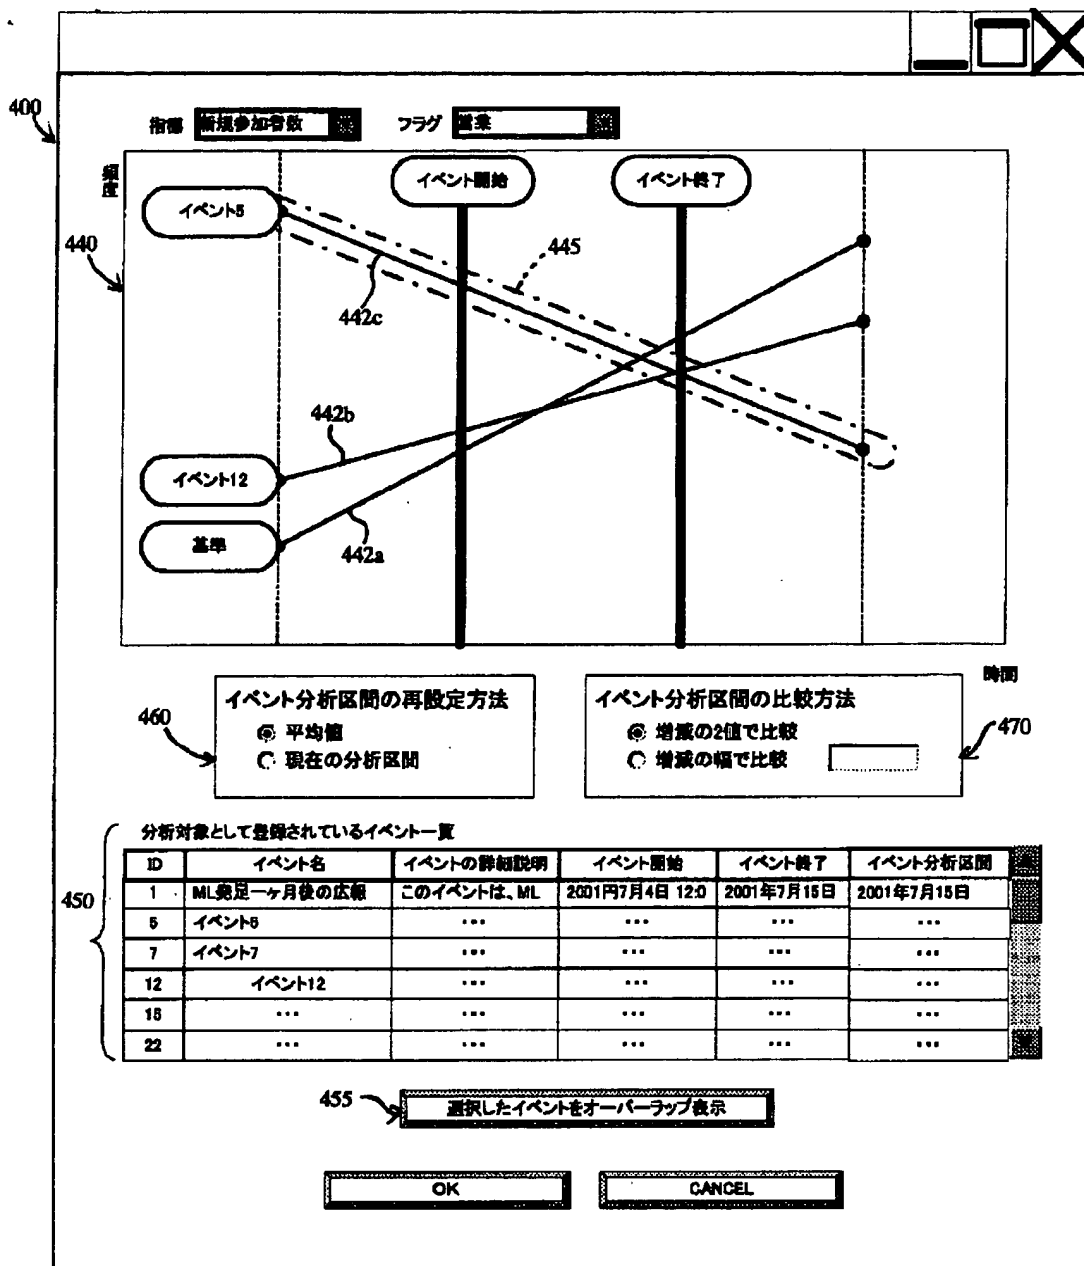 400
指標 新規参加者数 フラグ 営業
頻度
イベント開始 イベント終了
イベント5
440
445
442c
442b
イベント12
基準
442a
時間
460
イベント分析区間の再設定方法
平均値
現在の分析区間
イベント分析区間の比較方法
増減の2値で比較
増減の幅で比較
470
450
分析対象として登録されているイベント一覧
ID イベント名 イベントの詳細説明 イベント開始 イベント終了 イベント分析区間
1 ML発足一ヶ月後の広報 このイベントは、ML 2001円7月4日 12:0 2001年7月15日 2001年7月15日
5 イベント5 ... ... ... ...
7 イベント7 ... ... ... ...
12 イベント12 ... ... ... ...
15 ... ... ... ... ...
22 ... ... ... ... ...
455
選択したイベントをオーバーラップ表示
OK CANCEL